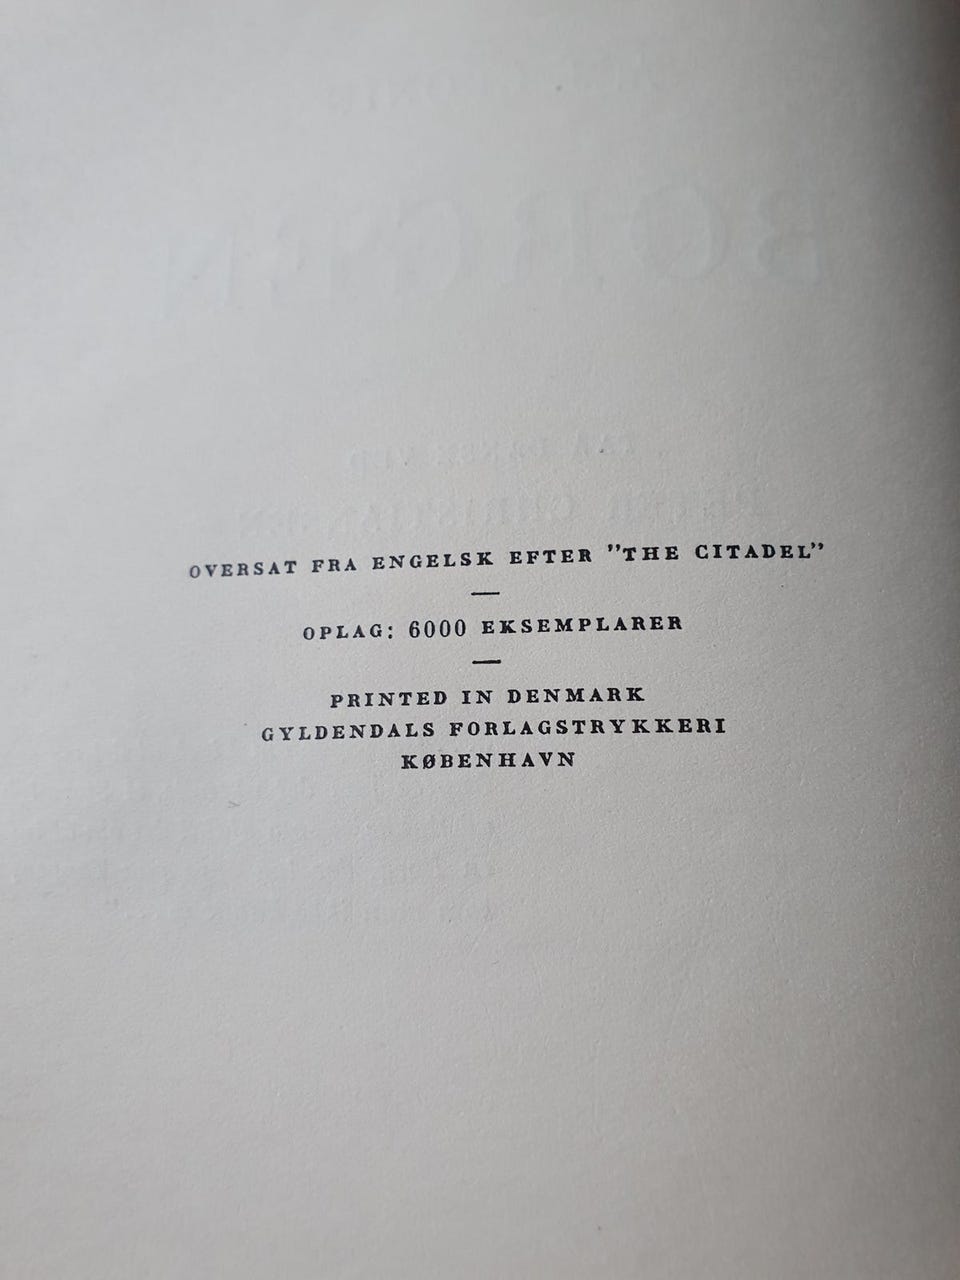 OVERSAT FRA ENGELSK EFTER "THE CITADEL"
OPLAG: 6000 EKSEMPLARER
PRINTED IN DENMARK
GYLDENDALS FORLAGSTRYKKERI
KØBENHAVN